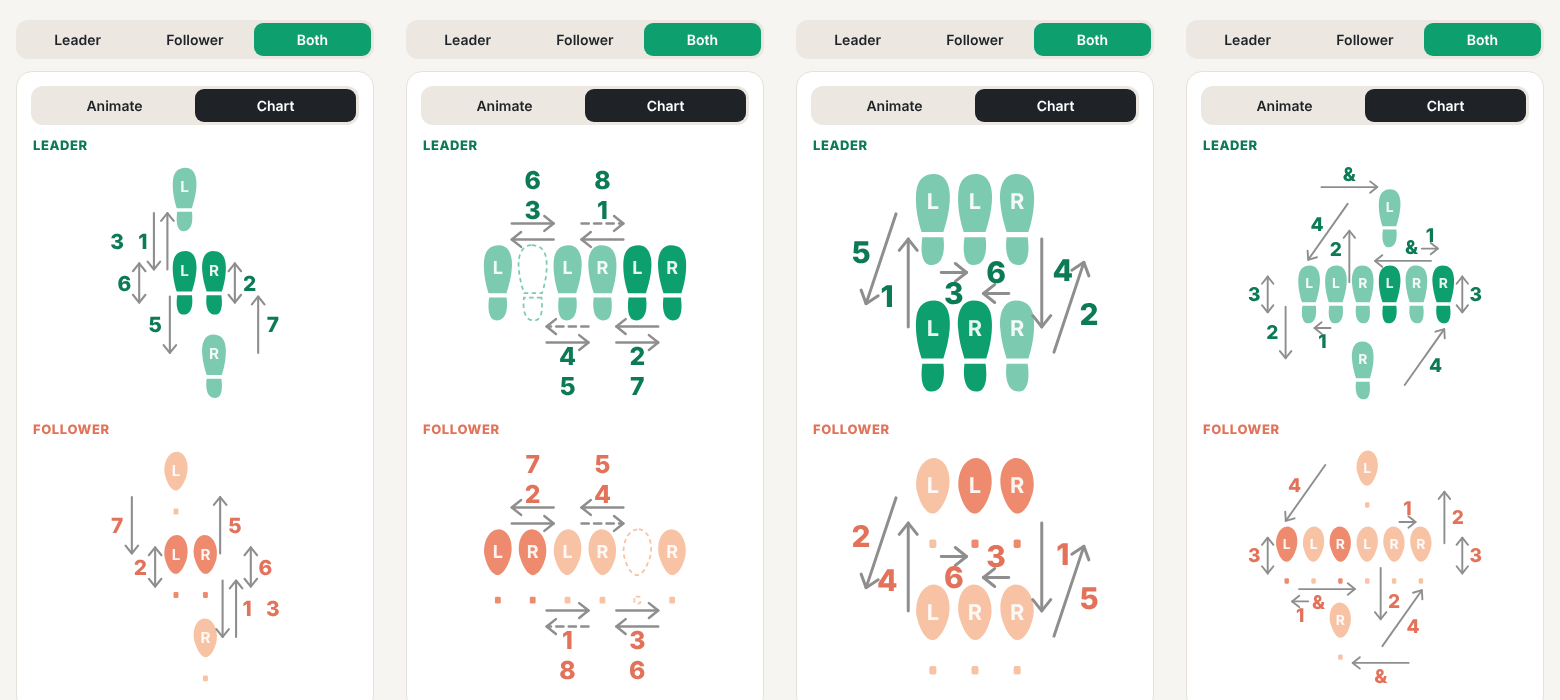 Leader Follower Both
Animate Chart
LEADER
L
3 1
L R
6 2
5 7
R
FOLLOWER
L
7 5
L R
2 6
1 3
R
Leader Follower Both
Animate Chart
LEADER
6 8
3 1
L L R L R
4 2
5 7
FOLLOWER
7 5
2 4
L R L R R
1 3
8 6
Leader Follower Both
Animate Chart
LEADER
L L R
5 6 4
1 3 2
L L R
FOLLOWER
L L R
2 3 1
4 6 5
L R R
Leader Follower Both
Animate Chart
LEADER
&
L
4 1
2 &
L L R L R R
3 3
2 1
R
4
FOLLOWER
L
4
1 2
L L R L L R
3 3
& 2
1 R 4
&